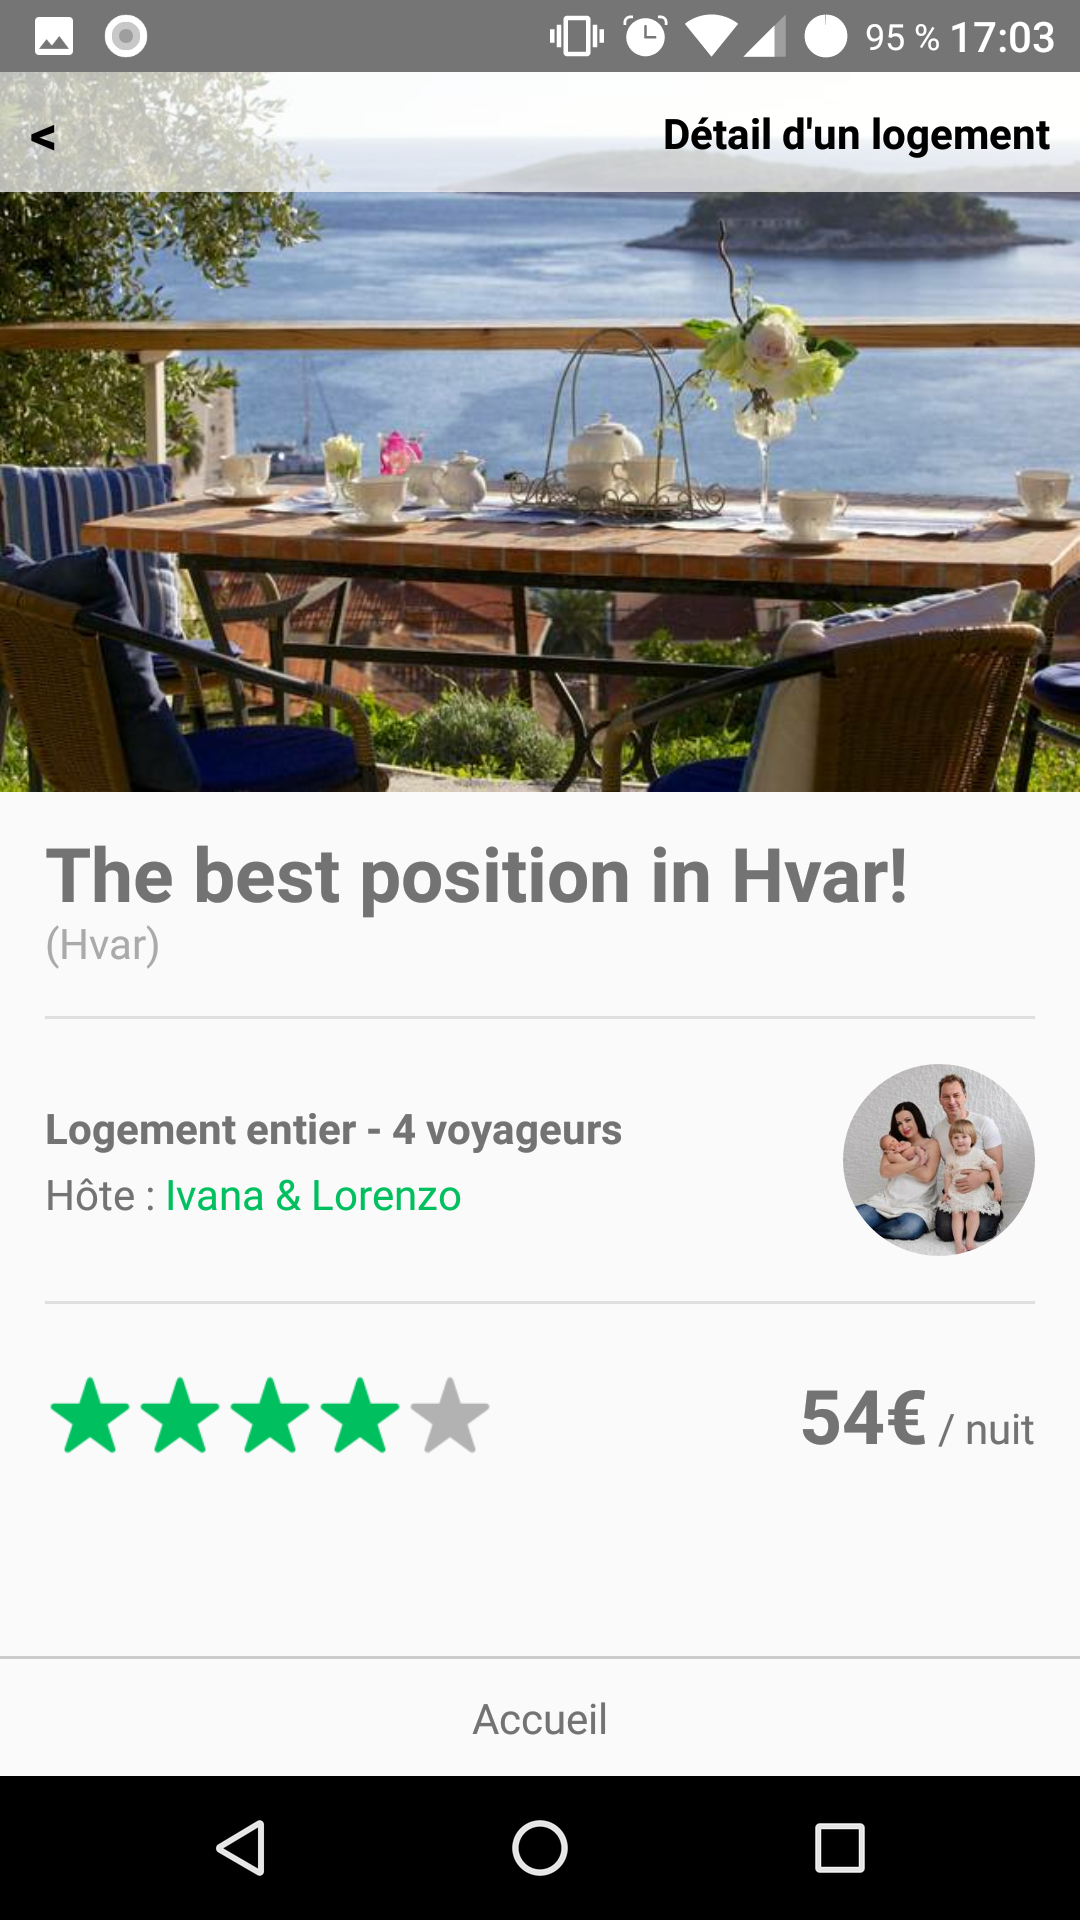 95 % 17:03
< Détail d'un logement
The best position in Hvar!
(Hvar)
Logement entier - 4 voyageurs
Hôte : Ivana & Lorenzo
54€ / nuit
Accueil